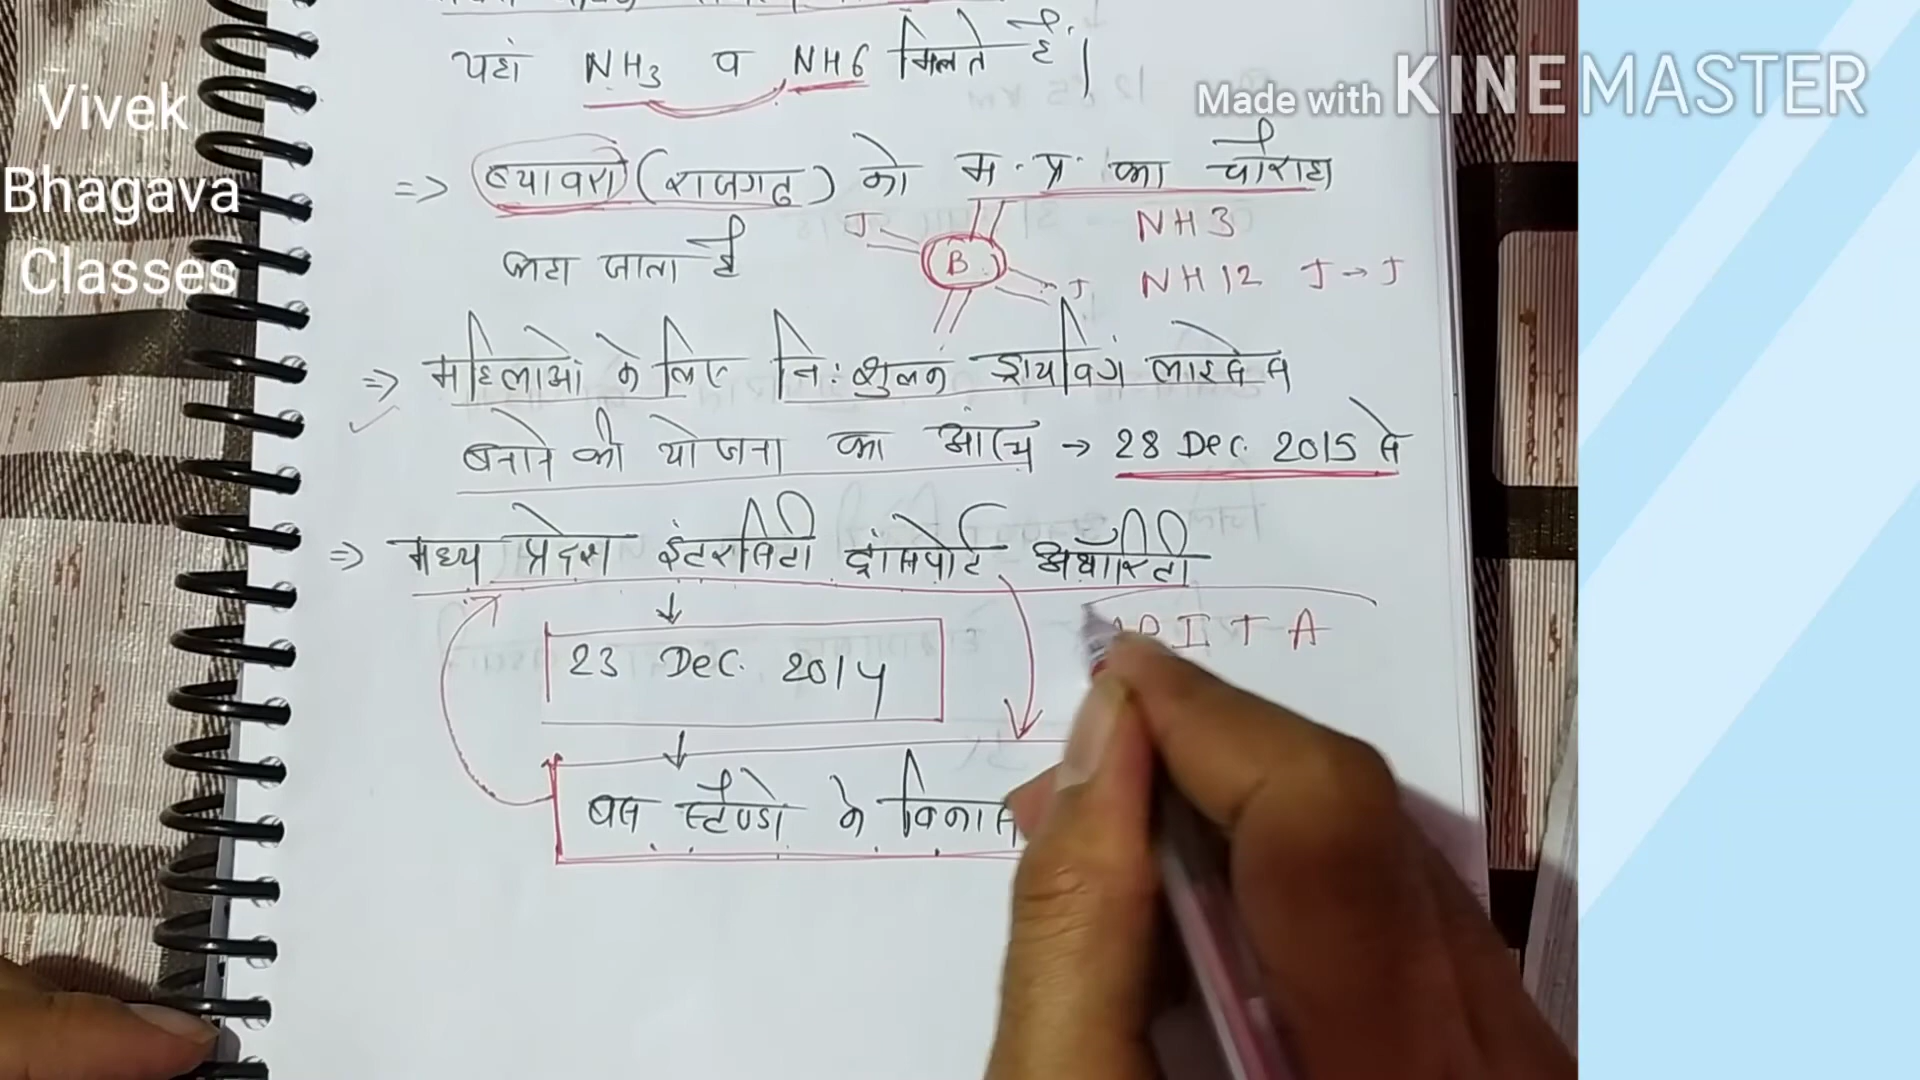 यहां NH3 व NH6 मिलते हैं।
Made with KINEMASTER
Vivek
Bhagava
Classes
=> ब्यावरा (राजगढ़) को म.प्र. का चौराहा
कहा जाता है
NH3
J B J NH12 J → J
=> महिलाओं के लिए नि:शुल्क ड्रायविंग लाइसेंस
बनाने की योजना का → 28 Dec. 2015 से
=> मध्य प्रदेश इंटरसिटी ट्रांसपोर्ट अथॉरिटी
P I T A
23 Dec. 2014
बस स्टैण्डो के विकास